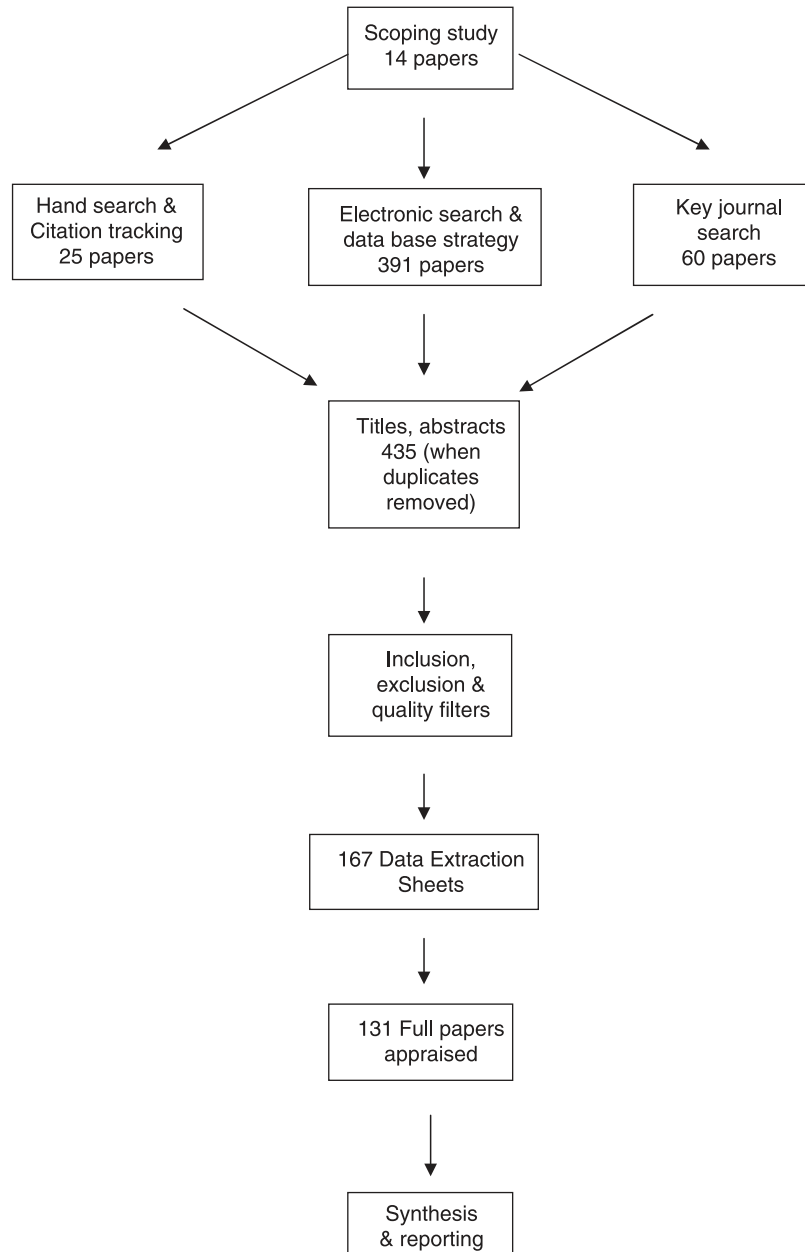 Scoping study
14 papers
Hand search &
Citation tracking
25 papers
Electronic search &
data base strategy
391 papers
Key journal
search
60 papers
Titles, abstracts
435 (when
duplicates
removed)
Inclusion,
exclusion &
quality filters
167 Data Extraction
Sheets
131 Full papers
appraised
Synthesis
& reporting